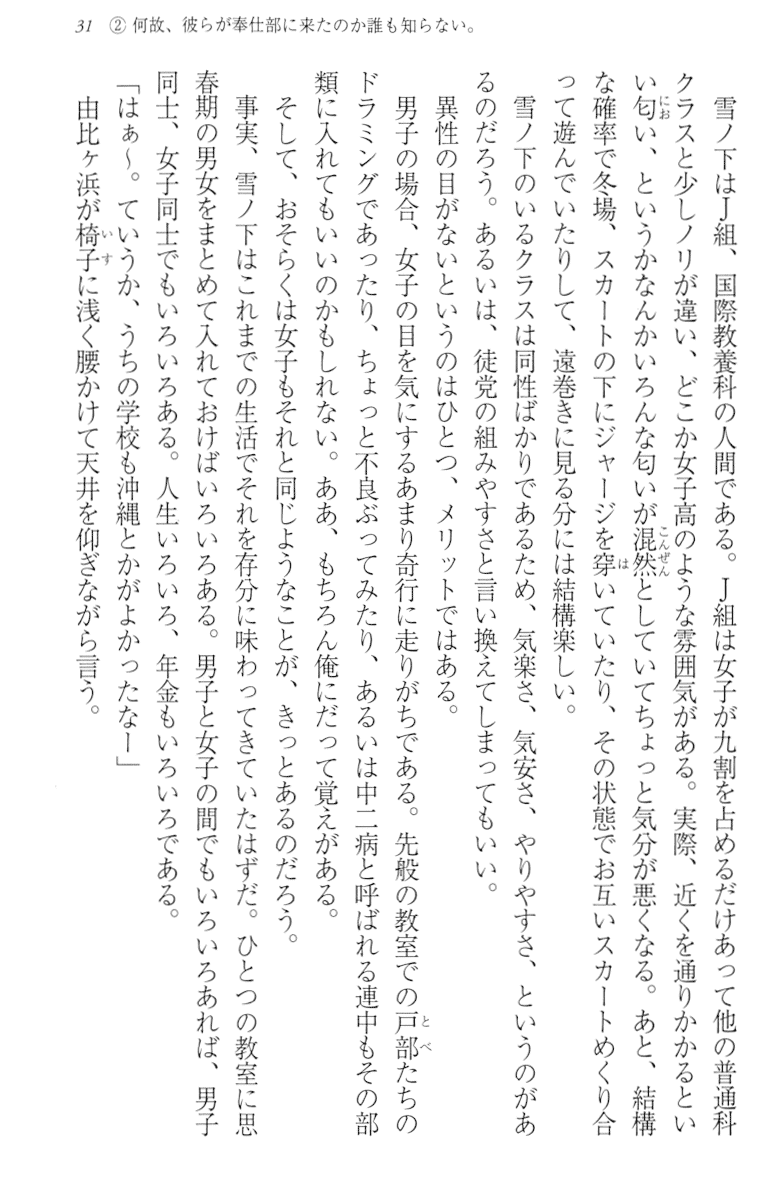 31 ② 何故、彼らが奉仕部に来たのか誰も知らない。
　雪ノ下はJ組、国際教養科の人間である。J組は女子が九割を占めるだけあって他の普通科
クラスと少しノリが違い、どこか女子高のような雰囲気がある。実際、近くを通りかかるとい
い匂い、というかなんかいろんな匂いが混然としていてちょっと気分が悪くなる。あと、結構
な確率で冬場、スカートの下にジャージを穿いていたり、その状態でお互いスカートめくり合
って遊んでいたりして、遠巻きに見る分には結構楽しい。
　雪ノ下のいるクラスは同性ばかりであるため、気楽さ、気安さ、やりやすさ、というのがあ
るのだろう。あるいは、徒党の組みやすさと言い換えてしまってもいい。
　異性の目がないというのはひとつ、メリットではある。
　男子の場合、女子の目を気にするあまり奇行に走りがちである。先般の教室での戸部たちの
ドラミングであったり、ちょっと不良ぶってみたり、あるいは中二病と呼ばれる連中もその部
類に入れてもいいのかもしれない。ああ、もちろん俺にだって覚えがある。
　そして、おそらくは女子もそれと同じようなことが、きっとあるのだろう。
　事実、雪ノ下はこれまでの生活でそれを存分に味わってきていたはずだ。ひとつの教室に思
春期の男女をまとめて入れておけばいろいろある。男子と女子の間でもいろいろあれば、男子
同士、女子同士でもいろいろある。人生いろいろ、年金もいろいろである。
「はぁ～。ていうか、うちの学校も沖縄とかがよかったなー」
　由比ヶ浜が椅子に浅く腰かけて天井を仰ぎながら言う。